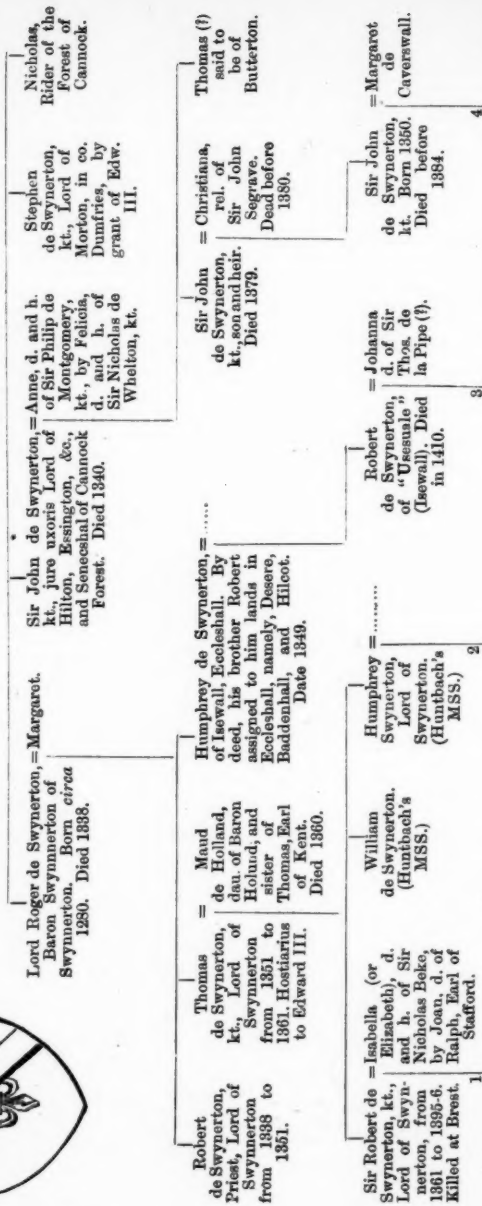 Lord Roger de Swynerton, = Margaret.
Baron Swynnnerton of
Swynnerton. Born circa
1280. Died 1338.
Sir John de Swynerton, = Anne, d. and h.
kt., jure uxoris Lord of
Hilton, Essington, &c.,
and Senecshal of Cannock
Forest. Died 1340.
of Sir Philip de
Montgomery,
kt., by Felicia,
d. and h. of
Sir Nicholas de
Whelton, kt.
Stephen
de Swynerton,
kt., Lord of
Morton, in co.
Dumfries, by
grant of Edw.
III.
Nicholas,
Rider of the
Forest of
Cannock.
Robert
de Swynerton,
Priest, Lord of
Swynnerton
from 1338 to
1351.
Thomas
de Swynerton,
kt., Lord of
Swynnerton
from 1351 to
1361. Hostiarius
to Edward III.
= Maud
de Holland,
dau. of Baron
Holund, and
sister of
Thomas, Earl
of Kent.
Died 1360.
Humphrey de Swynerton, = ......
of Isewall, Eccleshall. By
deed, his brother Robert
assigned to him lands in
Eccleshall, namely, Desere,
Baddenhall, and Hilcot.
Date 1349.
Sir John
de Swynerton,
kt., son and heir.
Died 1379.
= Christiana,
rel. of
Sir John
Segrave.
Dead before
1380.
Thomas (?)
said to
be of
Butterton.
Sir Robert de
Swynerton, kt.,
Lord of Swyn-
nerton, from
1361 to 1395-6.
Killed at Brest.
= Isabella (or
Elizabeth), d.
and h. of Sir
Nicholas Beke,
by Joan, d. of
Ralph, Earl of
Stafford.
1
William
de Swynerton.
(Huntbach's
MSS.)
Humphrey = ......
Swynerton,
Lord of
Swynerton.
(Huntbach's
MSS.)
2
Robert
de Swynerton,
of "Usesuale"
(Isewall). Died
in 1410.
= Johanna
d. of Sir
Thos. de
la Pipe (?).
3
Sir John
de Swynerton,
kt. Born 1350.
Died before
1384.
= Margaret
de
Caverswall.
4